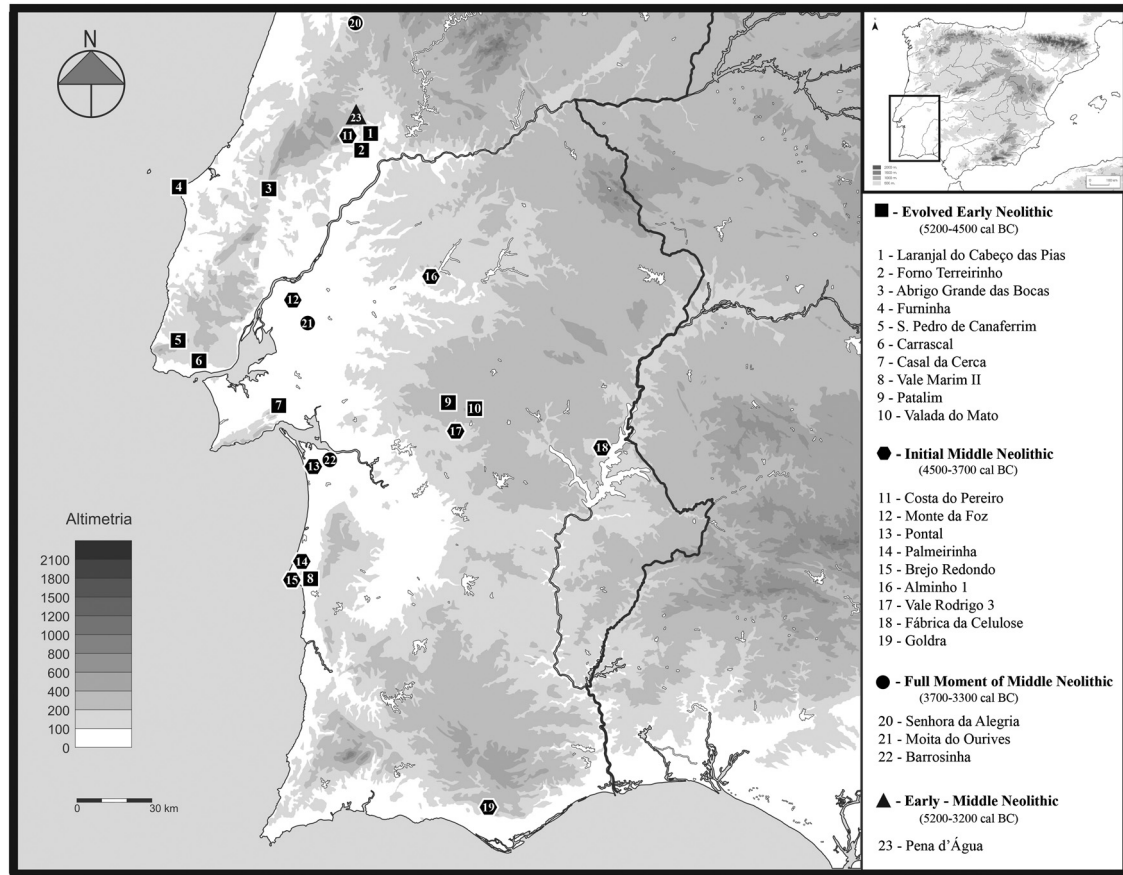 N
20
23
11
1
2
4
3
16
12
21
5
6
7
9
10
17
18
13
22
14
15
8
19
Altimetria
2100
1800
1500
1200
1000
800
600
400
200
100
0
0 30 km
- Evolved Early Neolithic
(5200-4500 cal BC)
1 - Laranjal do Cabeço das Pias
2 - Forno Terreirinho
3 - Abrigo Grande das Bocas
4 - Furninha
5 - S. Pedro de Canaferrim
6 - Carrascal
7 - Casal da Cerca
8 - Vale Marim II
9 - Patalim
10 - Valada do Mato
- Initial Middle Neolithic
(4500-3700 cal BC)
11 - Costa do Pereiro
12 - Monte da Foz
13 - Pontal
14 - Palmeirinha
15 - Brejo Redondo
16 - Alminho 1
17 - Vale Rodrigo 3
18 - Fábrica da Celulose
19 - Goldra
- Full Moment of Middle Neolithic
(3700-3300 cal BC)
20 - Senhora da Alegria
21 - Moita do Ourives
22 - Barrosinha
- Early - Middle Neolithic
(5200-3200 cal BC)
23 - Pena d'Água